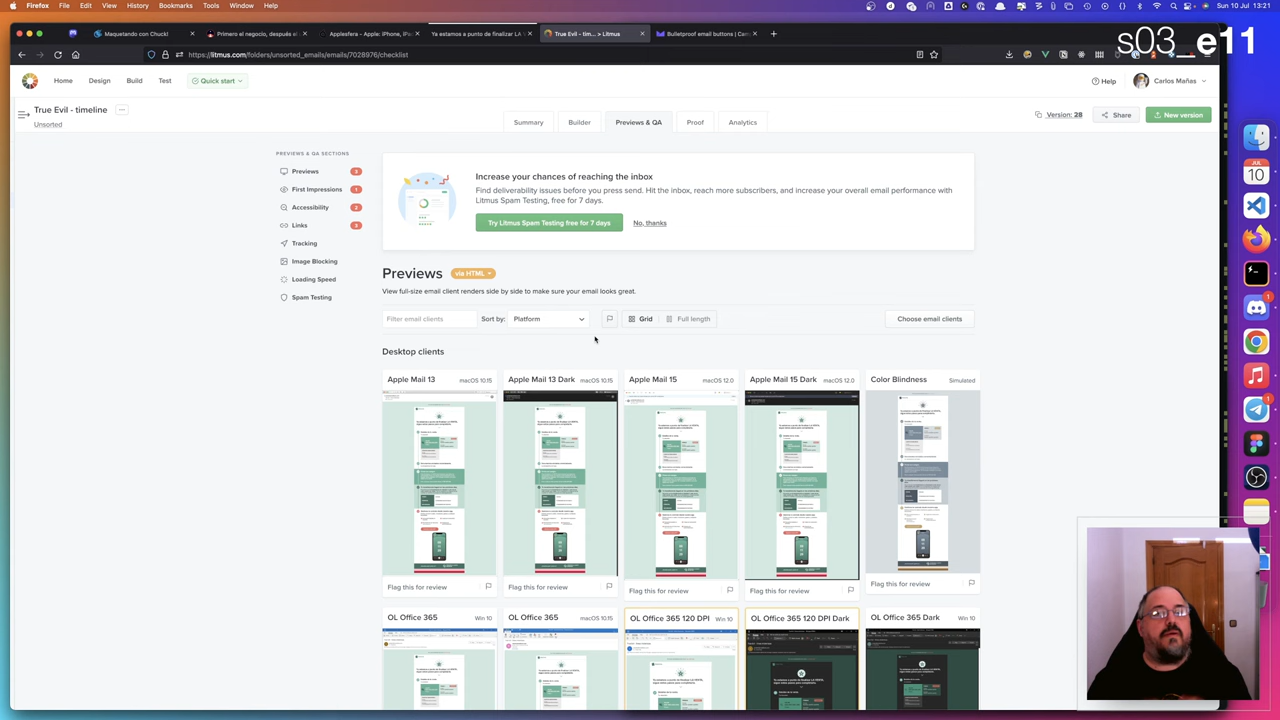 Firefox File Edit View History Bookmarks Tools Window Help
Sun 10 Jul 13:21
s03 e11
Maquetando con Chuck!
Primero el negocio, después al
Applesfera - Apple: iPhone, iPa
Ya estamos a punto de finalizar LA
True Evil - tim... > Litmus
Bulletproof email buttons | Cam
https://litmus.com/folders/unsorted_emails/emails/7028976/checklist
Home Design Build Test Quick start
Help Carlos Mañas
True Evil - timeline
Unsorted
Summary Builder Previews & QA Proof Analytics
Version: 28 Share New version
PREVIEWS & QA SECTIONS
Previews 3
First Impressions 1
Accessibility 2
Links 3
Tracking
Image Blocking
Loading Speed
Spam Testing
Increase your chances of reaching the inbox
Find deliverability issues before you press send. Hit the inbox, reach more subscribers, and increase your overall email performance with
Litmus Spam Testing, free for 7 days.
Try Litmus Spam Testing free for 7 days No, thanks
Previews via HTML
View full-size email client renders side by side to make sure your email looks great.
Filter email clients Sort by: Platform Grid Full length Choose email clients
Desktop clients
Apple Mail 13 macOS 10.15
Apple Mail 13 Dark macOS 10.15
Apple Mail 15 macOS 12.0
Apple Mail 15 Dark macOS 12.0
Color Blindness Simulated
Flag this for review
Flag this for review
Flag this for review
Flag this for review
Flag this for review
OL Office 365 Win 10
OL Office 365 macOS 10.15
OL Office 365 120 DPI Win 10
OL Office 365 120 DPI Dark
OL Office 365 Dark Win 10
JUL
10
1
1